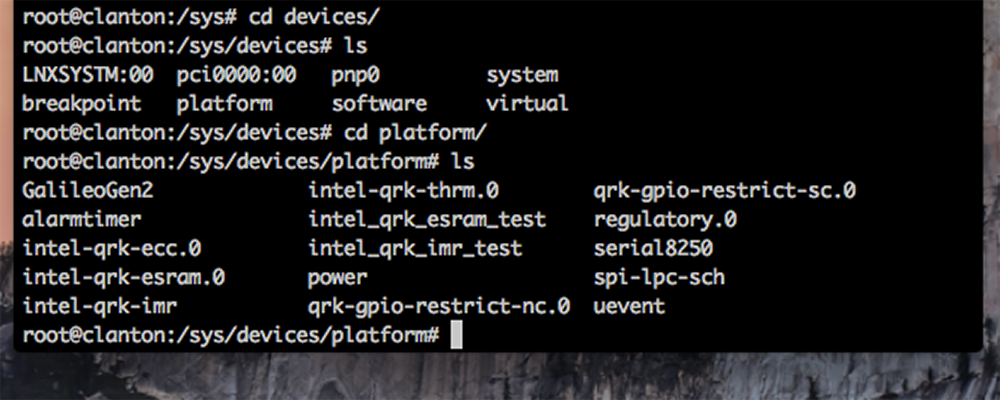 root@clanton:/sys# cd devices/
root@clanton:/sys/devices# ls
LNXSYSTM:00 pci0000:00 pnp0 system
breakpoint platform software virtual
root@clanton:/sys/devices# cd platform/
root@clanton:/sys/devices/platform# ls
GalileoGen2 intel-qrk-thrm.0 qrk-gpio-restrict-sc.0
alarmtimer intel_qrk_esram_test regulatory.0
intel-qrk-ecc.0 intel_qrk_imr_test serial8250
intel-qrk-esram.0 power spi-lpc-sch
intel-qrk-imr qrk-gpio-restrict-nc.0 uevent
root@clanton:/sys/devices/platform#